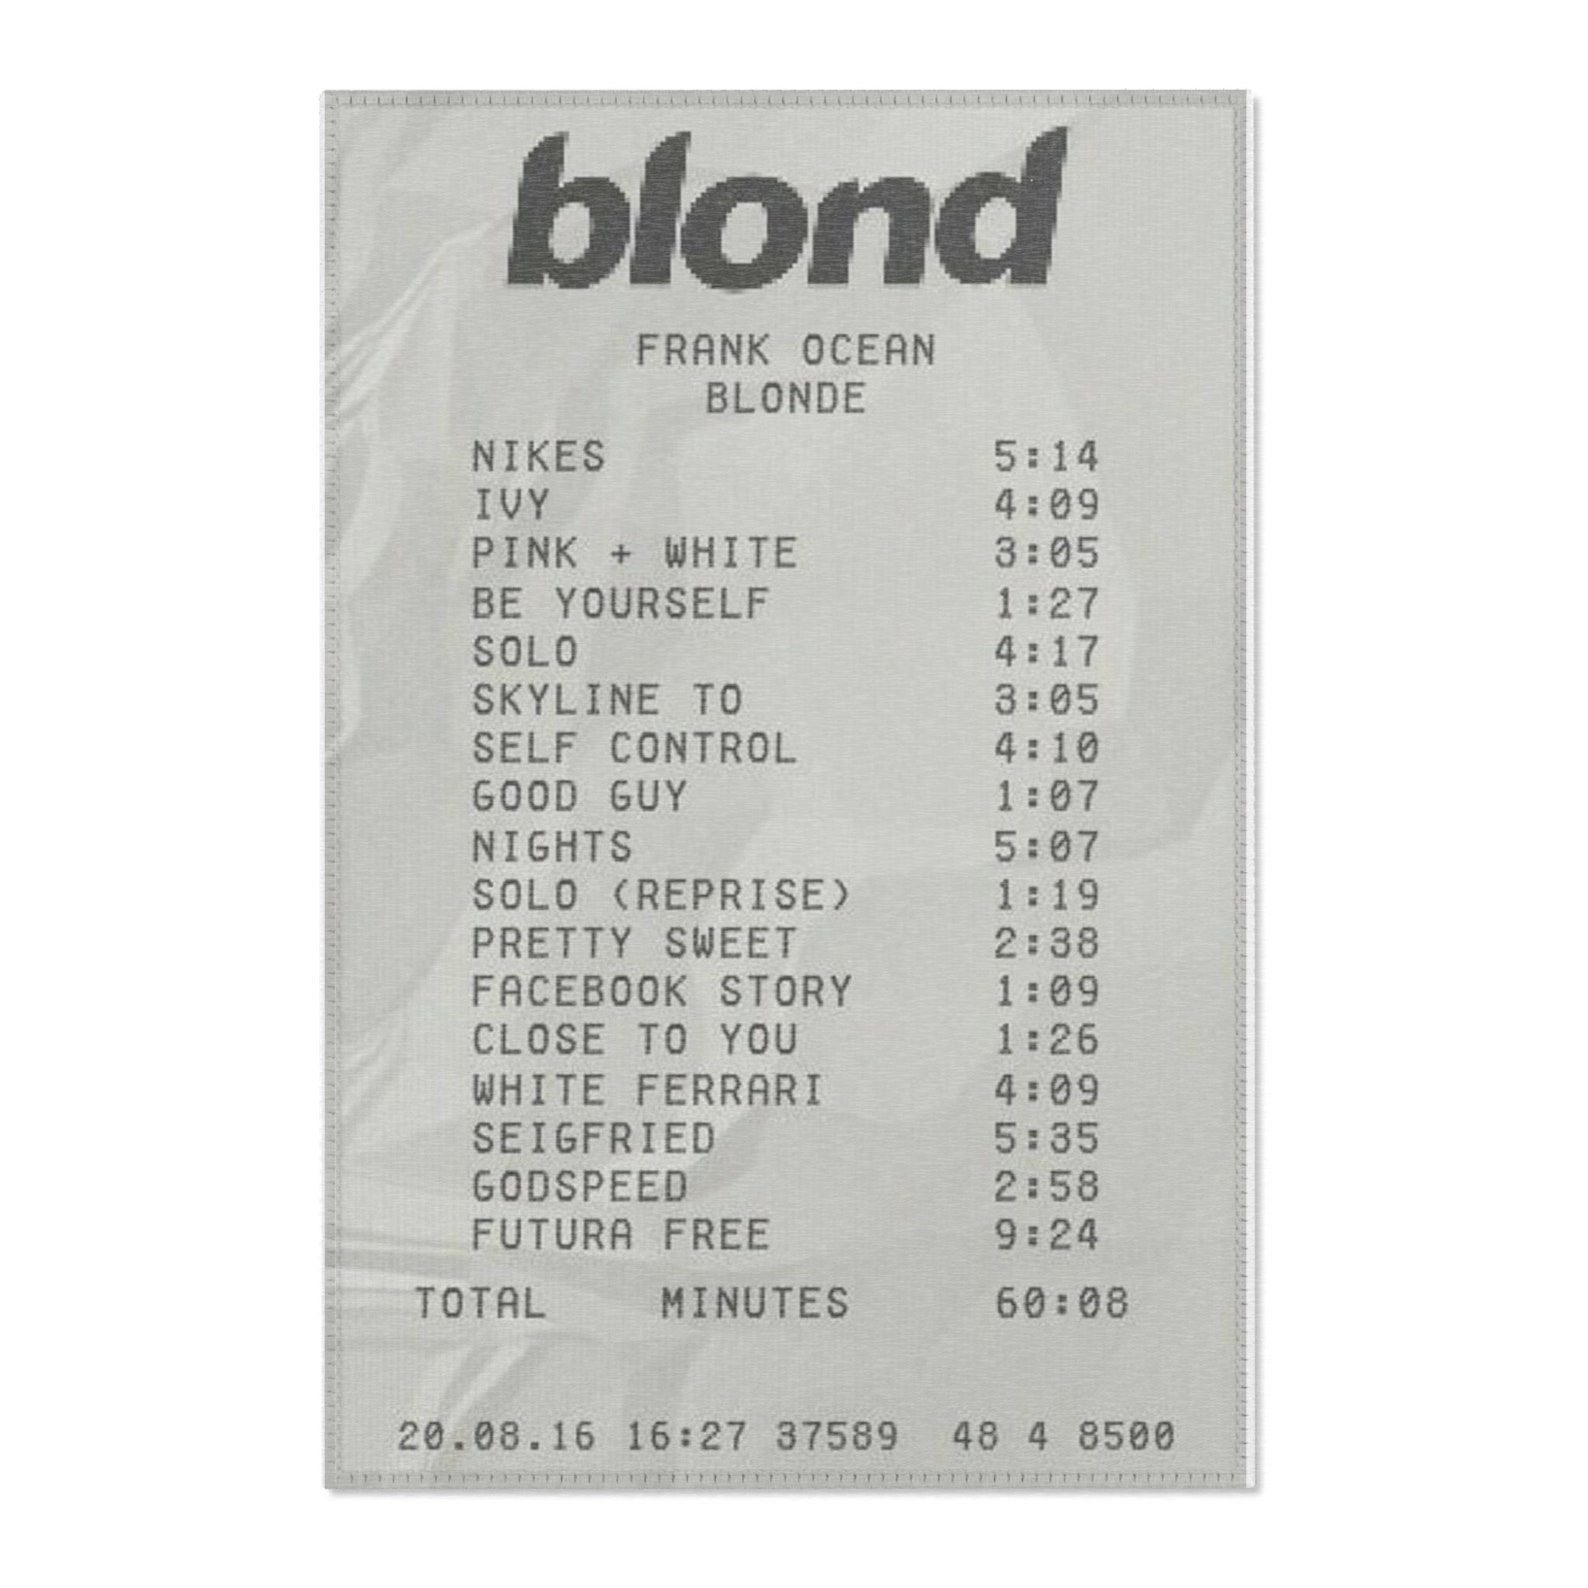 blond
FRANK OCEAN
BLONDE
NIKES 5:14
IVY 4:09
PINK + WHITE 3:05
BE YOURSELF 1:27
SOLO 4:17
SKYLINE TO 3:05
SELF CONTROL 4:10
GOOD GUY 1:07
NIGHTS 5:07
SOLO (REPRISE) 1:19
PRETTY SWEET 2:38
FACEBOOK STORY 1:09
CLOSE TO YOU 1:26
WHITE FERRARI 4:09
SEIGFRIED 5:35
GODSPEED 2:58
FUTURA FREE 9:24
TOTAL MINUTES 60:08
20.08.16 16:27 37589 48 4 8500